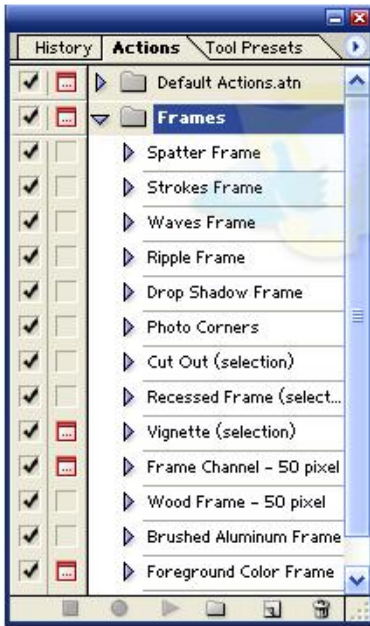 History Actions Tool Presets
Default Actions.atn
Frames
Spatter Frame
Strokes Frame
Waves Frame
Ripple Frame
Drop Shadow Frame
Photo Corners
Cut Out (selection)
Recessed Frame (select...
Vignette (selection)
Frame Channel - 50 pixel
Wood Frame - 50 pixel
Brushed Aluminum Frame
Foreground Color Frame